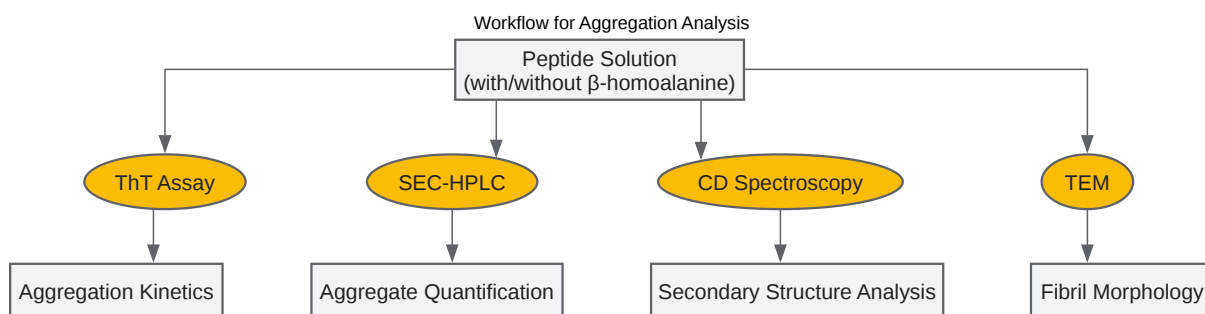 Workflow for Aggregation Analysis
Peptide Solution
(with/without β-homoalanine)
ThT Assay
SEC-HPLC
CD Spectroscopy
TEM
Aggregation Kinetics
Aggregate Quantification
Secondary Structure Analysis
Fibril Morphology